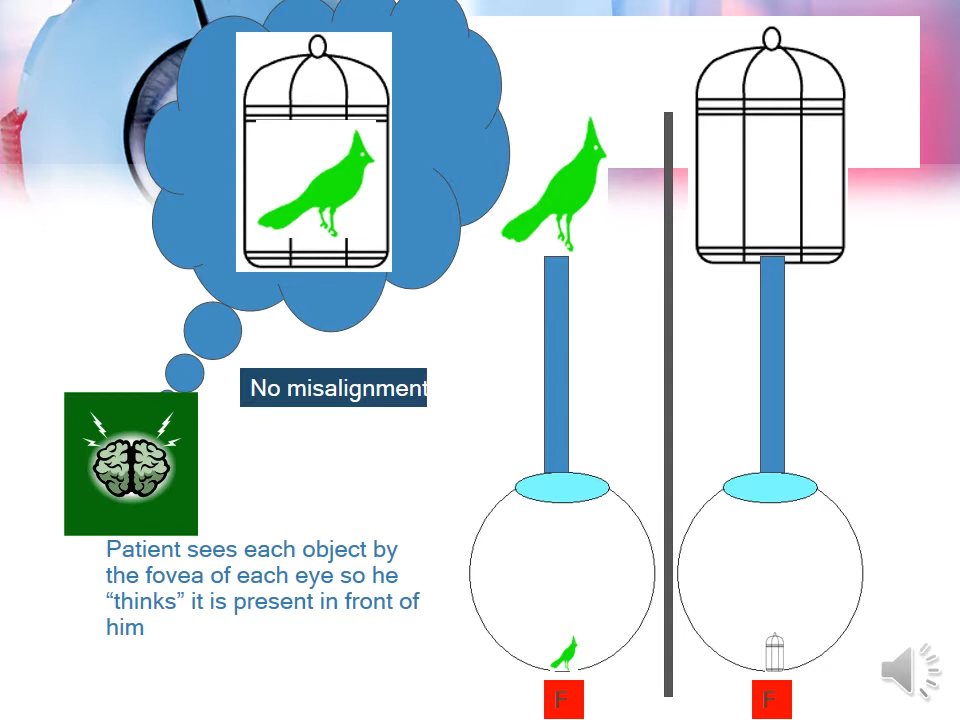 No misalignment
Patient sees each object by
the fovea of each eye so he
“thinks” it is present in front of
him
F
F